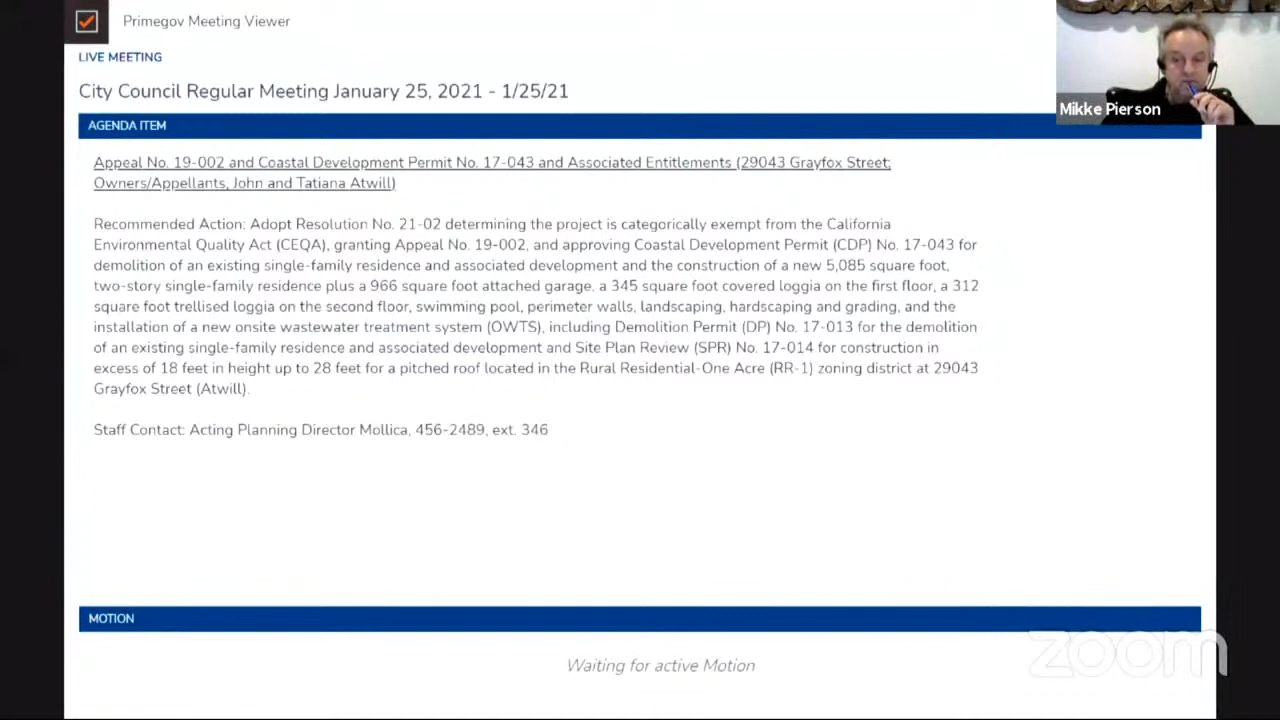 Primegov Meeting Viewer
LIVE MEETING
City Council Regular Meeting January 25, 2021 - 1/25/21
Mikke Pierson
AGENDA ITEM
Appeal No. 19-002 and Coastal Development Permit No. 17-043 and Associated Entitlements (29043 Grayfox Street;
Owners/Appellants, John and Tatiana Atwill)
Recommended Action: Adopt Resolution No. 21-02 determining the project is categorically exempt from the California
Environmental Quality Act (CEQA), granting Appeal No. 19-002, and approving Coastal Development Permit (CDP) No. 17-043 for
demolition of an existing single-family residence and associated development and the construction of a new 5,085 square foot,
two-story single-family residence plus a 966 square foot attached garage, a 345 square foot covered loggia on the first floor, a 312
square foot trellised loggia on the second floor, swimming pool, perimeter walls, landscaping, hardscaping and grading, and the
installation of a new onsite wastewater treatment system (OWTS), including Demolition Permit (DP) No. 17-013 for the demolition
of an existing single-family residence and associated development and Site Plan Review (SPR) No. 17-014 for construction in
excess of 18 feet in height up to 28 feet for a pitched roof located in the Rural Residential-One Acre (RR-1) zoning district at 29043
Grayfox Street (Atwill).
Staff Contact: Acting Planning Director Mollica, 456-2489, ext. 346
MOTION
Waiting for active Motion
zoom